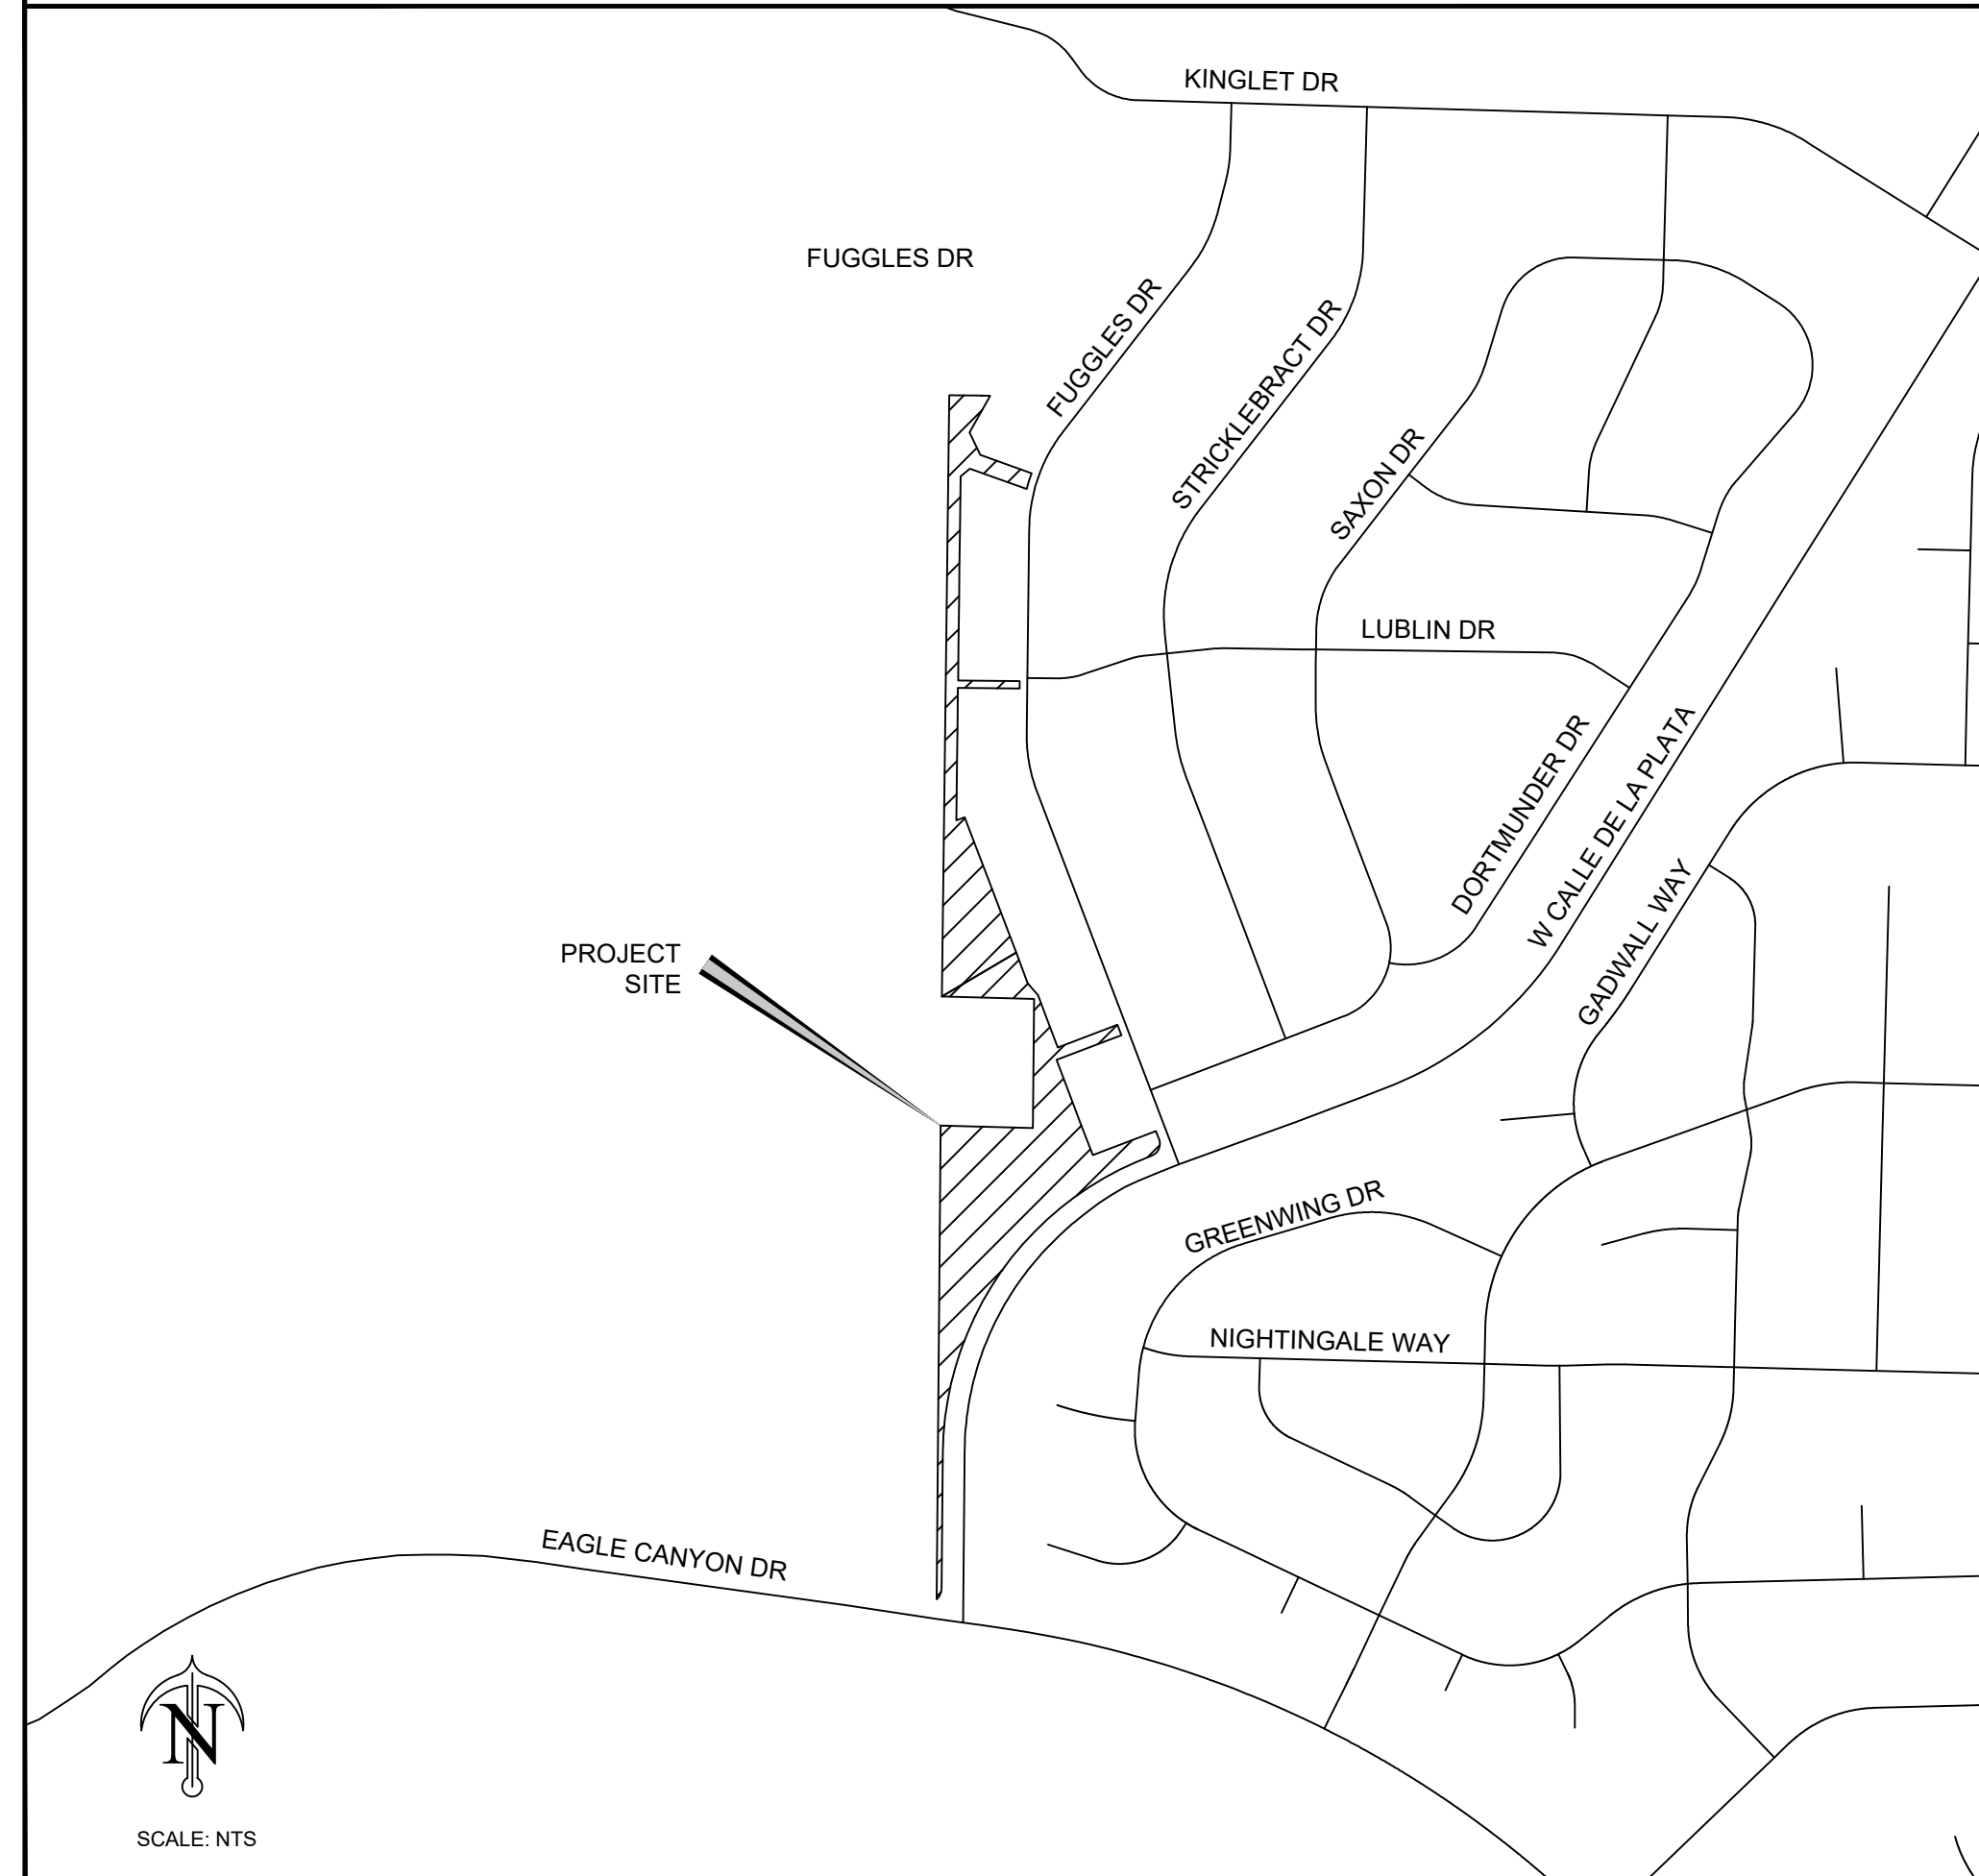 KINGLET DR
FUGGLES DR
FUGGLES DR
STRICKLEBRACT DR
SAXON DR
LUBLIN DR
DORTMUNDER DR
W CALLE DE LA PLATA
GADWALL WAY
PROJECT
SITE
GREENWING DR
NIGHTINGALE WAY
EAGLE CANYON DR
N
SCALE: NTS